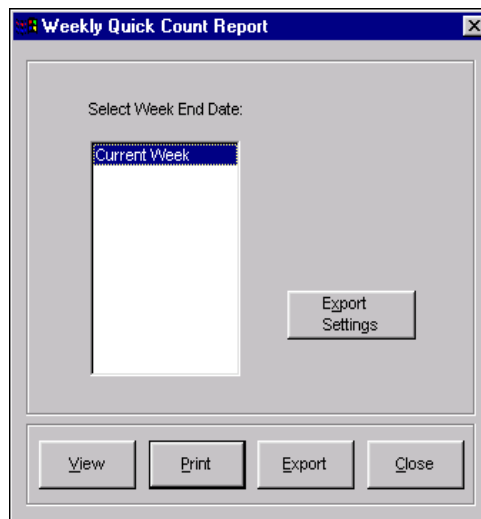 Weekly Quick Count Report
Select Week End Date:
Current Week
Export
Settings
View
Print
Export
Close